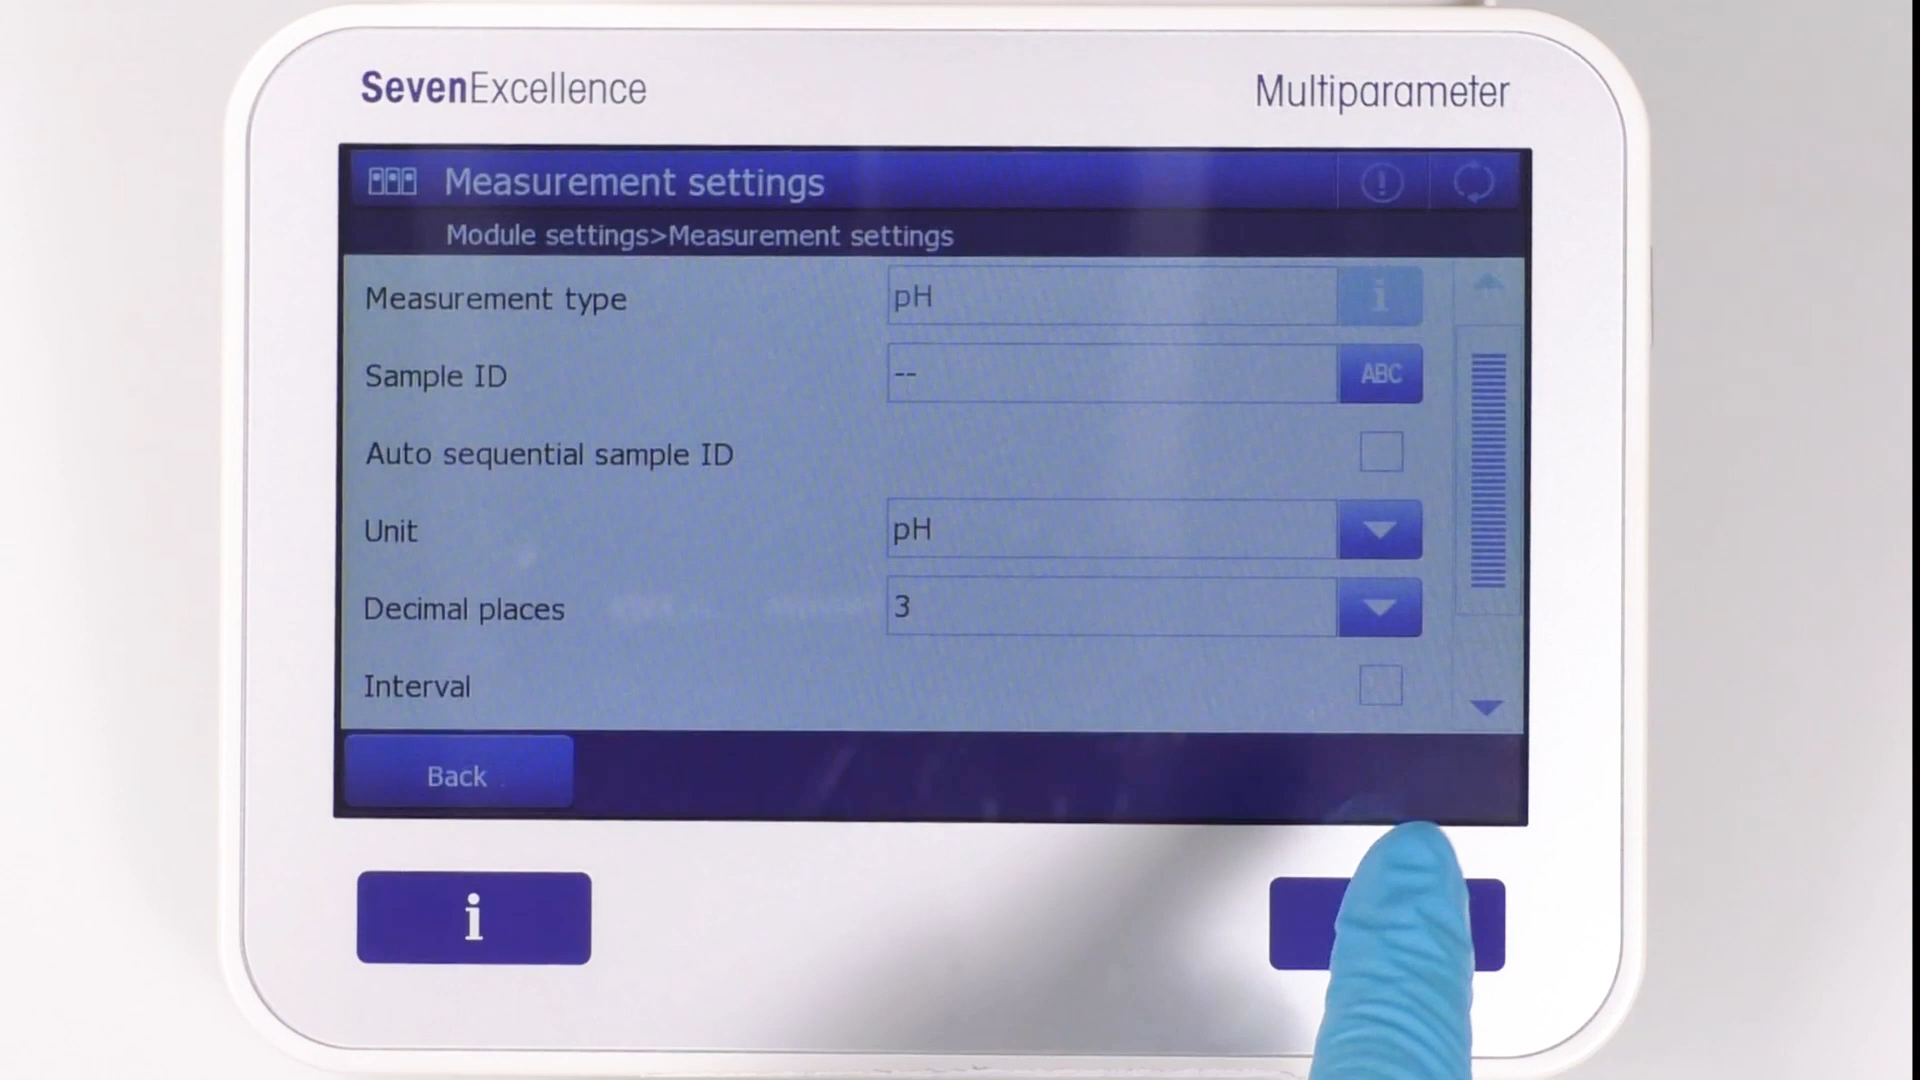 SevenExcellence
Multiparameter
Measurement settings
Module settings>Measurement settings
Measurement type
pH
i
Sample ID
--
ABC
Auto sequential sample ID
Unit
pH
Decimal places
3
Interval
Back
i